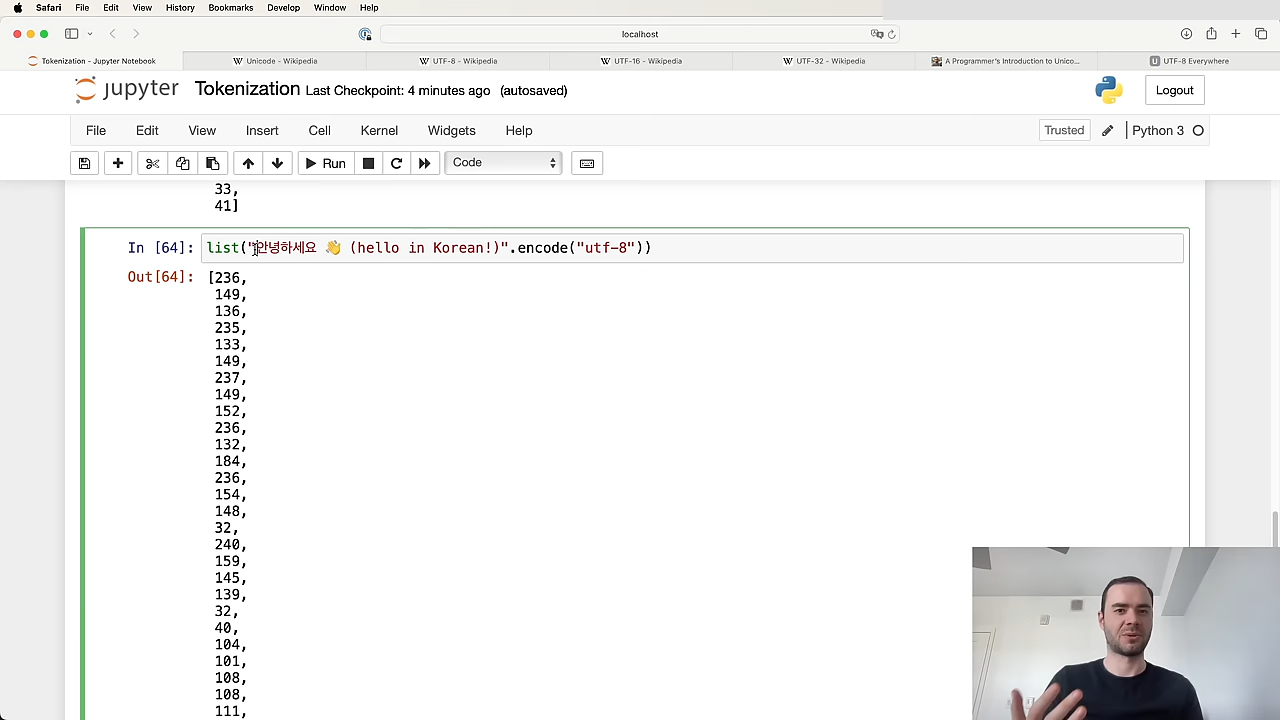 Safari File Edit View History Bookmarks Develop Window Help
localhost
Tokenization - Jupyter Notebook
Unicode - Wikipedia
UTF-8 - Wikipedia
UTF-16 - Wikipedia
UTF-32 - Wikipedia
A Programmer's Introduction to Unico...
UTF-8 Everywhere
jupyter Tokenization Last Checkpoint: 4 minutes ago (autosaved)
Logout
File Edit View Insert Cell Kernel Widgets Help
Trusted
Python 3
Run
Code
33,
41]
In [64]: list("안녕하세요 👋 (hello in Korean!)".encode("utf-8"))
Out[64]: [236,
149,
136,
235,
133,
149,
237,
149,
152,
236,
132,
184,
236,
154,
148,
32,
240,
159,
145,
139,
32,
40,
104,
101,
108,
108,
111,